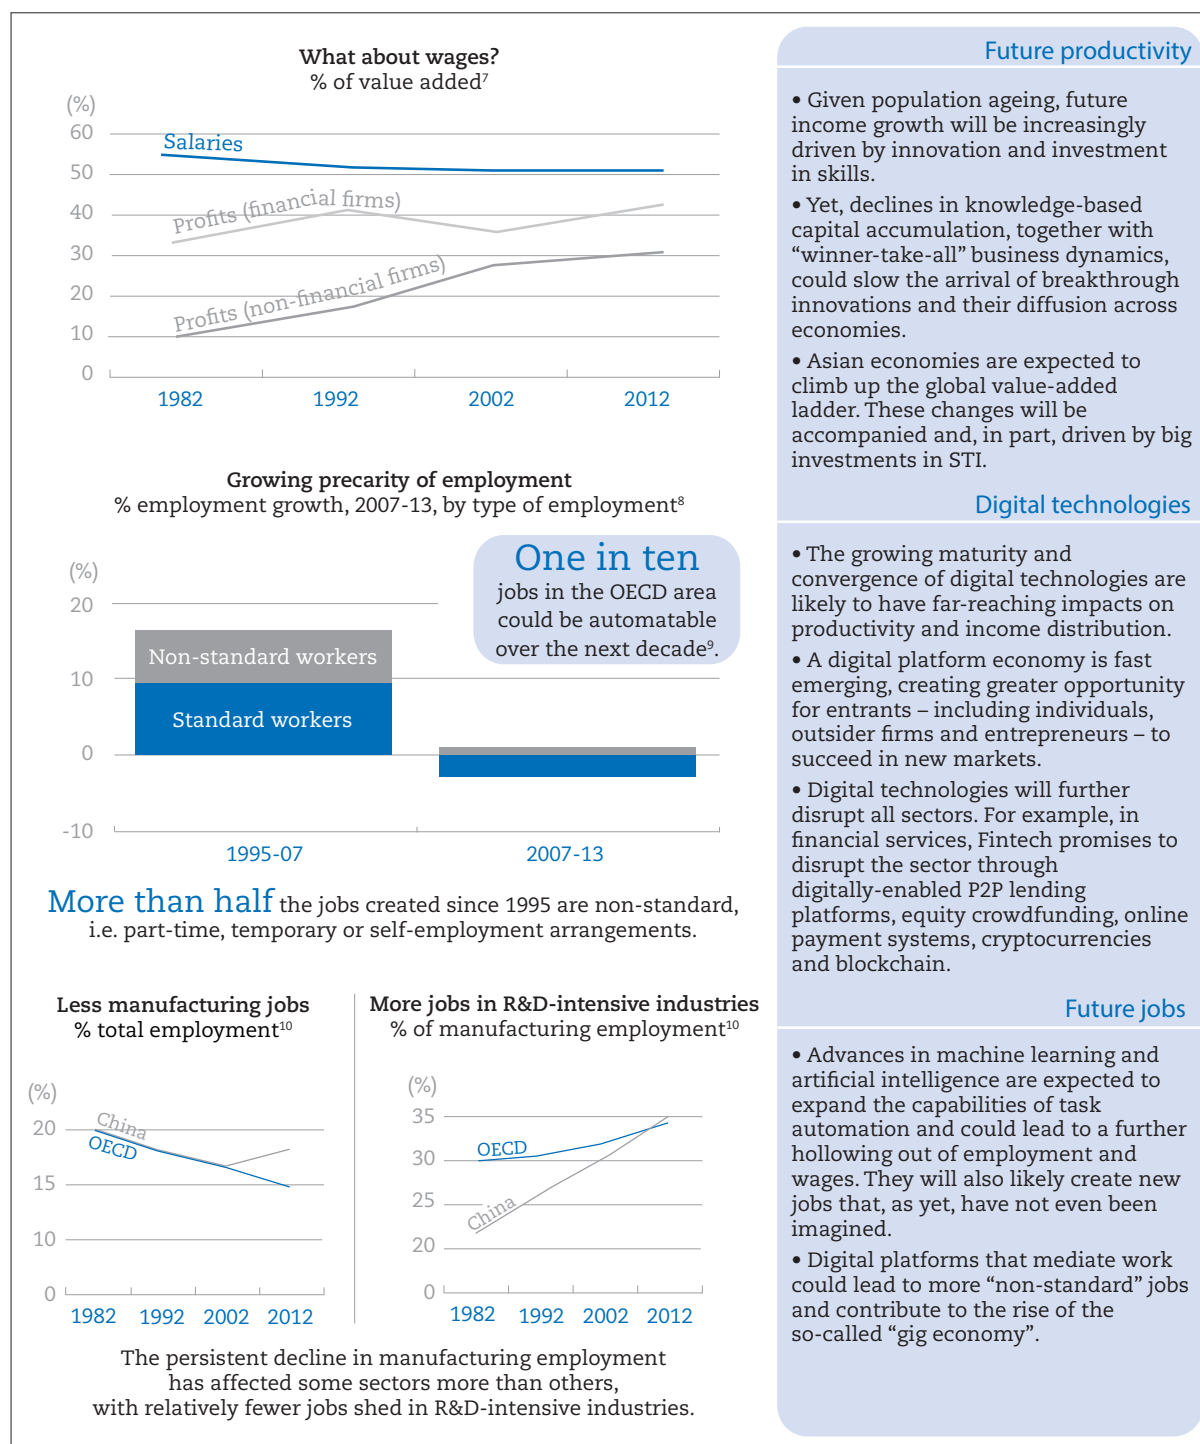 What about wages?
% of value added7
(%)
60
50
40
30
20
10
0
Salaries
Profits (financial firms)
Profits (non-financial firms)
1982
1992
2002
2012
Growing precarity of employment
% employment growth, 2007-13, by type of employment8
(%)
20
10
0
-10
One in ten
jobs in the OECD area
could be automatable
over the next decade9.
Non-standard workers
Standard workers
1995-07
2007-13
More than half the jobs created since 1995 are non-standard,
i.e. part-time, temporary or self-employment arrangements.
Less manufacturing jobs
% total employment10
(%)
20
15
10
0
China
OECD
1982
1992
2002
2012
More jobs in R&D-intensive industries
% of manufacturing employment10
(%)
35
30
25
20
0
OECD
China
1982
1992
2002
2012
The persistent decline in manufacturing employment
has affected some sectors more than others,
with relatively fewer jobs shed in R&D-intensive industries.
Future productivity
• Given population ageing, future
income growth will be increasingly
driven by innovation and investment
in skills.
• Yet, declines in knowledge-based
capital accumulation, together with
“winner-take-all” business dynamics,
could slow the arrival of breakthrough
innovations and their diffusion across
economies.
• Asian economies are expected to
climb up the global value-added
ladder. These changes will be
accompanied and, in part, driven by big
investments in STI.
Digital technologies
• The growing maturity and
convergence of digital technologies are
likely to have far-reaching impacts on
productivity and income distribution.
• A digital platform economy is fast
emerging, creating greater opportunity
for entrants – including individuals,
outsider firms and entrepreneurs – to
succeed in new markets.
• Digital technologies will further
disrupt all sectors. For example, in
financial services, Fintech promises to
disrupt the sector through
digitally-enabled P2P lending
platforms, equity crowdfunding, online
payment systems, cryptocurrencies
and blockchain.
Future jobs
• Advances in machine learning and
artificial intelligence are expected to
expand the capabilities of task
automation and could lead to a further
hollowing out of employment and
wages. They will also likely create new
jobs that, as yet, have not even been
imagined.
• Digital platforms that mediate work
could lead to more “non-standard” jobs
and contribute to the rise of the
so-called “gig economy”.